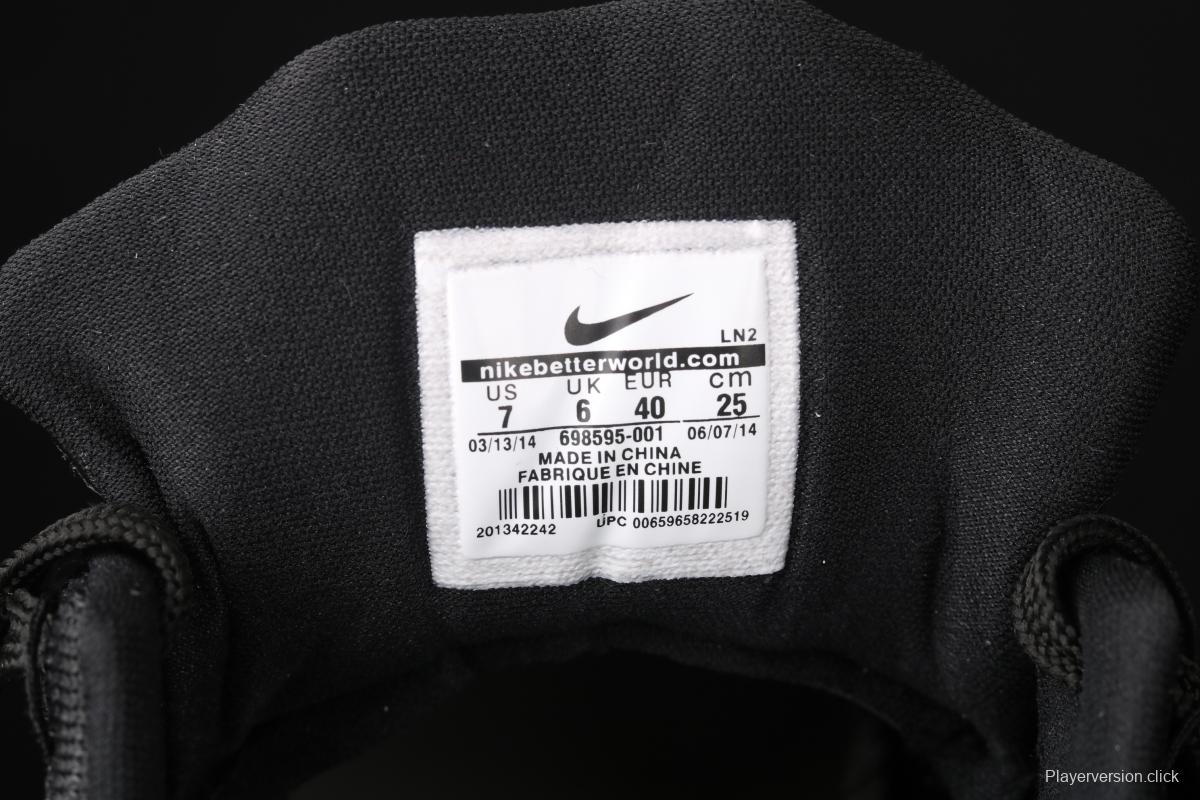 LN2
nikebetterworld.com
US UK EUR cm
7 6 40 25
03/13/14 698595-001 06/07/14
MADE IN CHINA
FABRIQUE EN CHINE
201342242 UPC 00659658222519
Playerversion.click